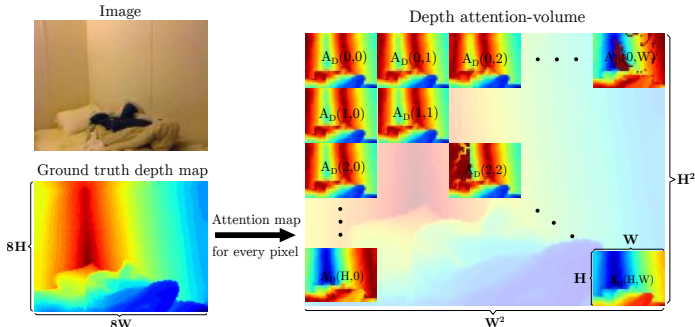 Image
Ground truth depth map
8H
8W
Attention map
for every pixel
Depth attention-volume
A_D(0,0) A_D(0,1) A_D(0,2) • • • A_D(0,W)
A_D(1,0) A_D(1,1)
A_D(2,0) A_D(2,2)
A_D(H,0) A_D(H,W)
W
H
H²
W²